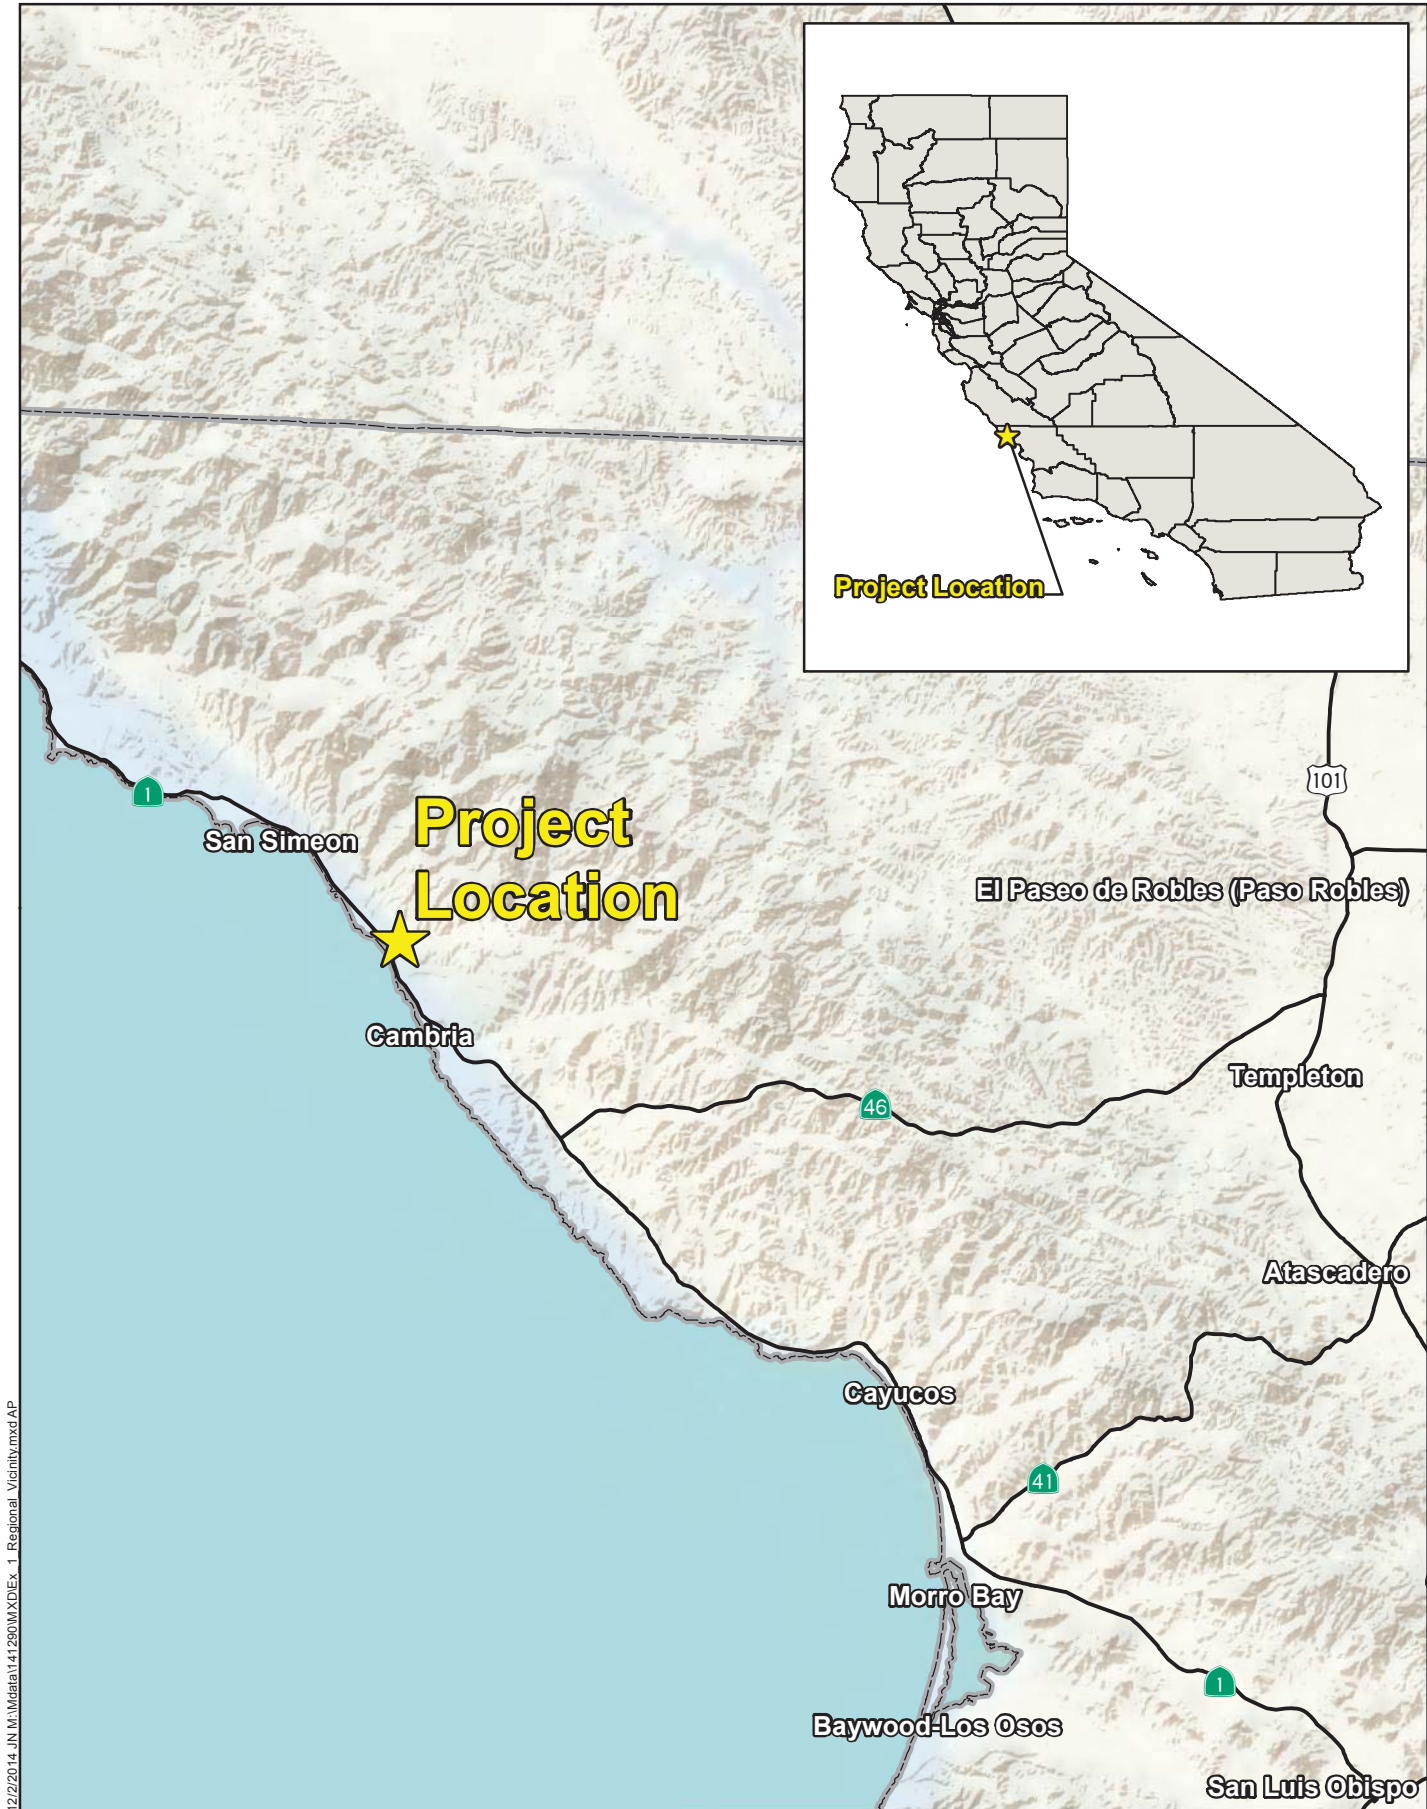 Project Location
101
1
San Simeon
Project
Location
El Paseo de Robles (Paso Robles)
Cambria
46
Templeton
Atascadero
Cayucos
41
Morro Bay
1
Baywood-Los Osos
San Luis Obispo
12/2/2014 JN M:\Mdata\141290\MXD\Ex_1_Regional_Vicinity.mxd AP